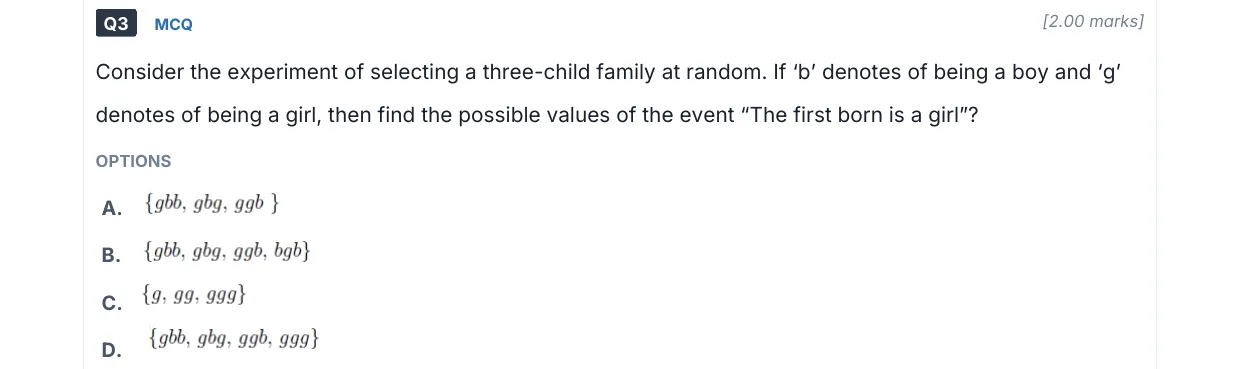 Q3 MCQ [2.00 marks]
Consider the experiment of selecting a three-child family at random. If ‘b’ denotes of being a boy and ‘g’
denotes of being a girl, then find the possible values of the event “The first born is a girl”?
OPTIONS
A. {gbb, gbg, ggb }
B. {gbb, gbg, ggb, bgb}
C. {g, gg, ggg}
D. {gbb, gbg, ggb, ggg}